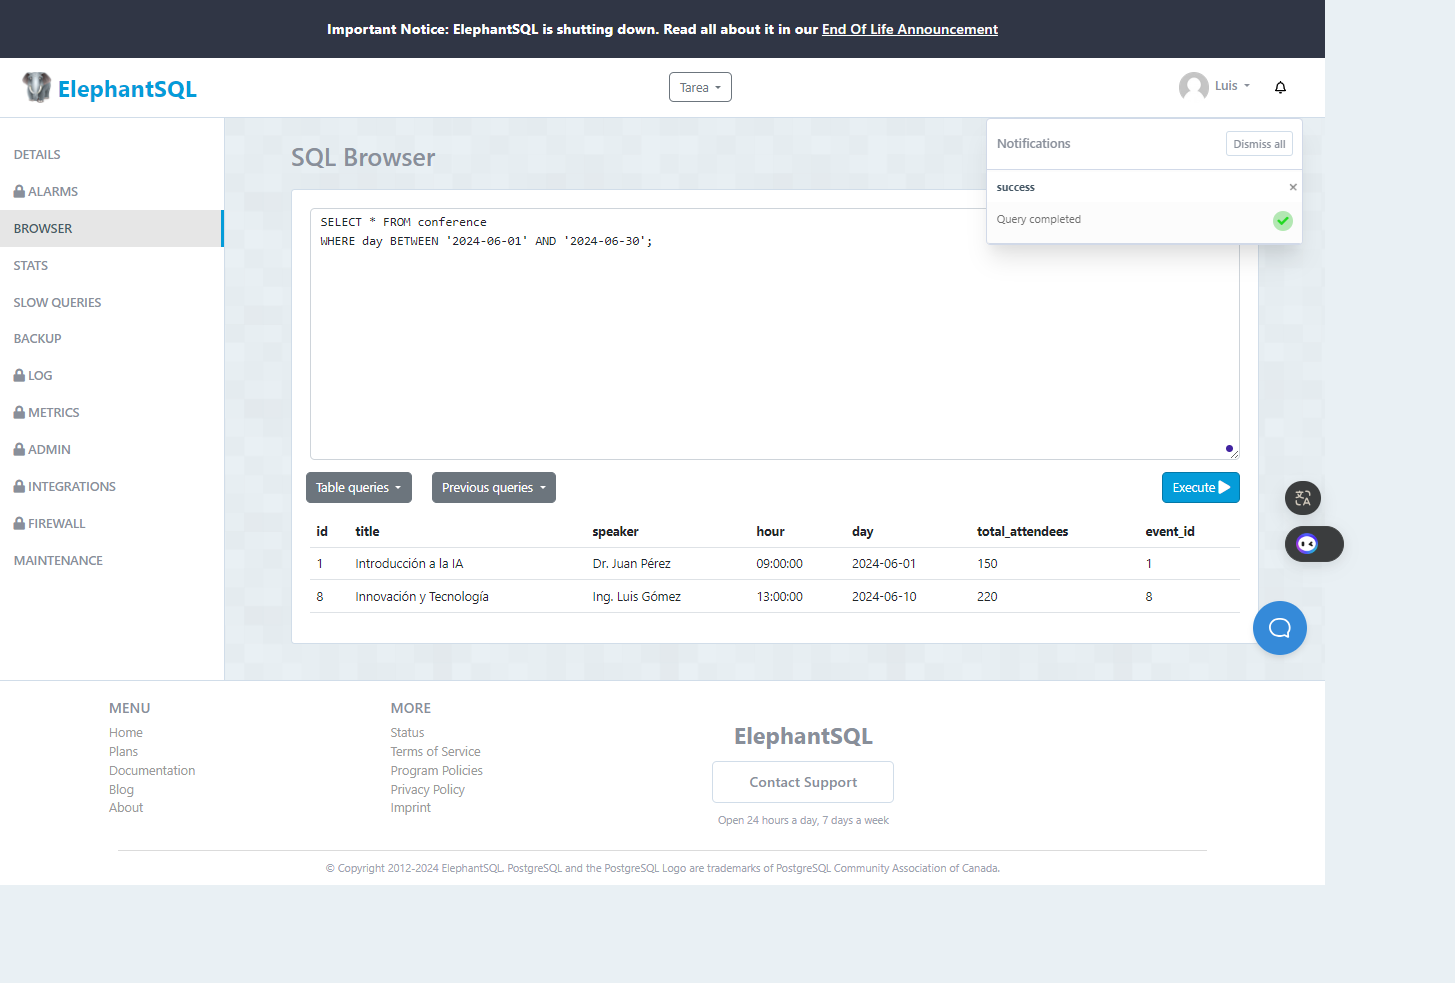 Important Notice: ElephantSQL is shutting down. Read all about it in our End Of Life Announcement
ElephantSQL
Tarea
Luis
Notifications
Dismiss all
success
×
Query completed
DETAILS
ALARMS
BROWSER
STATS
SLOW QUERIES
BACKUP
LOG
METRICS
ADMIN
INTEGRATIONS
FIREWALL
MAINTENANCE
SQL Browser
SELECT * FROM conference
WHERE day BETWEEN '2024-06-01' AND '2024-06-30';
Table queries
Previous queries
Execute
id title speaker hour day total_attendees event_id
1 Introducción a la IA Dr. Juan Pérez 09:00:00 2024-06-01 150 1
8 Innovación y Tecnología Ing. Luis Gómez 13:00:00 2024-06-10 220 8
MENU
Home
Plans
Documentation
Blog
About
MORE
Status
Terms of Service
Program Policies
Privacy Policy
Imprint
ElephantSQL
Contact Support
Open 24 hours a day, 7 days a week
© Copyright 2012-2024 ElephantSQL. PostgreSQL and the PostgreSQL Logo are trademarks of PostgreSQL Community Association of Canada.